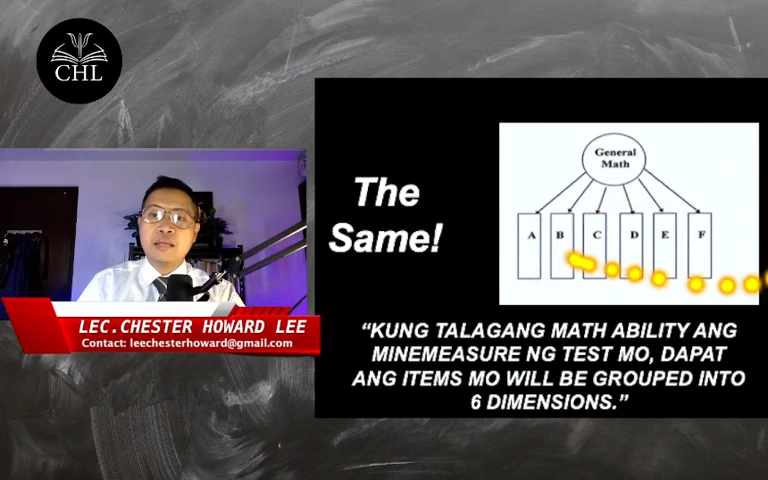 CHL
General
Math
A B C D E F
The
Same!
LEC.CHESTER HOWARD LEE
Contact: leechesterhoward@gmail.com
“KUNG TALAGANG MATH ABILITY ANG
MINEMEASURE NG TEST MO, DAPAT
ANG ITEMS MO WILL BE GROUPED INTO
6 DIMENSIONS.”